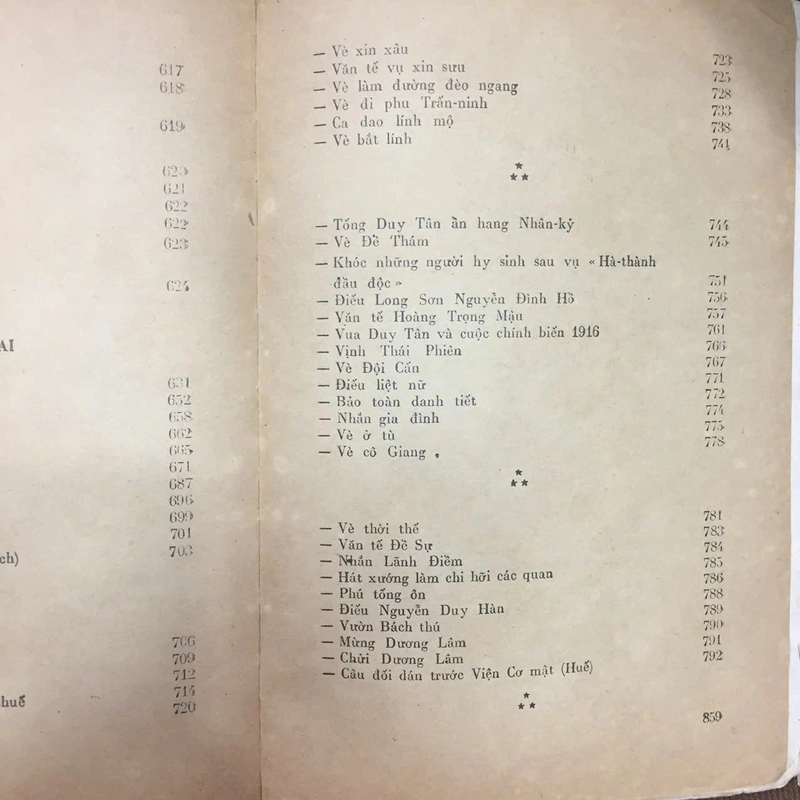 617
618
619
620
621
622
622
623
624
AI
631
652
658
662
665
671
687
696
699
701
ch)
703
706
709
712
714
huế
720
— Vè xin xâu 723
— Văn tế vụ xin sưu 725
— Vè làm đường đèo ngang 728
— Vè đi phu Trấn-ninh 733
— Ca dao lính mộ 738
— Vè bắt lính 741
*
* *
— Tống Duy Tân ẩn hang Nhân-kỷ 744
— Vè Đề Thám 745
— Khóc những người hy sinh sau vụ « Hà-thành
đầu độc » 751
— Điếu Long Sơn Nguyễn Đình Hồ 756
— Văn tế Hoàng Trọng Mậu 757
— Vua Duy Tân và cuộc chính biến 1916 761
— Vịnh Thái Phiên 766
— Vè Đội Cấn 767
— Điếu liệt nữ 771
— Bảo toàn danh tiết 772
— Nhắn gia đình 774
— Vè ở tù 775
— Vè cô Giang . 778
*
* *
— Vè thời thế 781
— Văn tế Đề Sự 783
— Nhắn Lãnh Điềm 784
— Hát xướng làm chi hỡi các quan 785
— Phú tống ôn 786
— Điếu Nguyễn Duy Hàn 788
— Vườn Bách thú 789
— Mừng Dương Lâm 790
— Chửi Dương Lâm 791
— Câu đối dán trước Viện Cơ mật (Huế) 792
*
* *
859